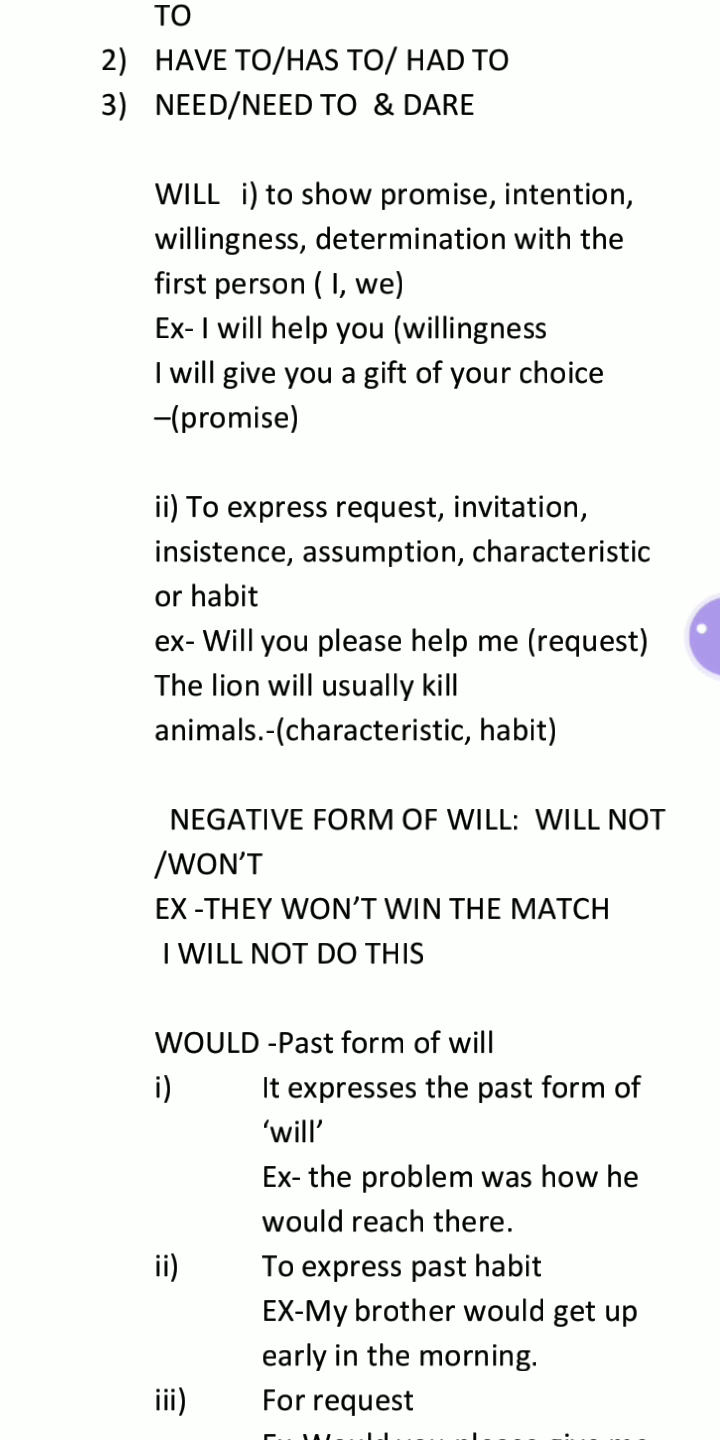 TO
2) HAVE TO/HAS TO/ HAD TO
3) NEED/NEED TO & DARE
WILL i) to show promise, intention,
willingness, determination with the
first person ( I, we)
Ex- I will help you (willingness
I will give you a gift of your choice
–(promise)
ii) To express request, invitation,
insistence, assumption, characteristic
or habit
ex- Will you please help me (request)
The lion will usually kill
animals.-(characteristic, habit)
NEGATIVE FORM OF WILL: WILL NOT
/WON’T
EX -THEY WON’T WIN THE MATCH
I WILL NOT DO THIS
WOULD -Past form of will
i) It expresses the past form of
‘will’
Ex- the problem was how he
would reach there.
ii) To express past habit
EX-My brother would get up
early in the morning.
iii) For request
Ex-Would you please give me